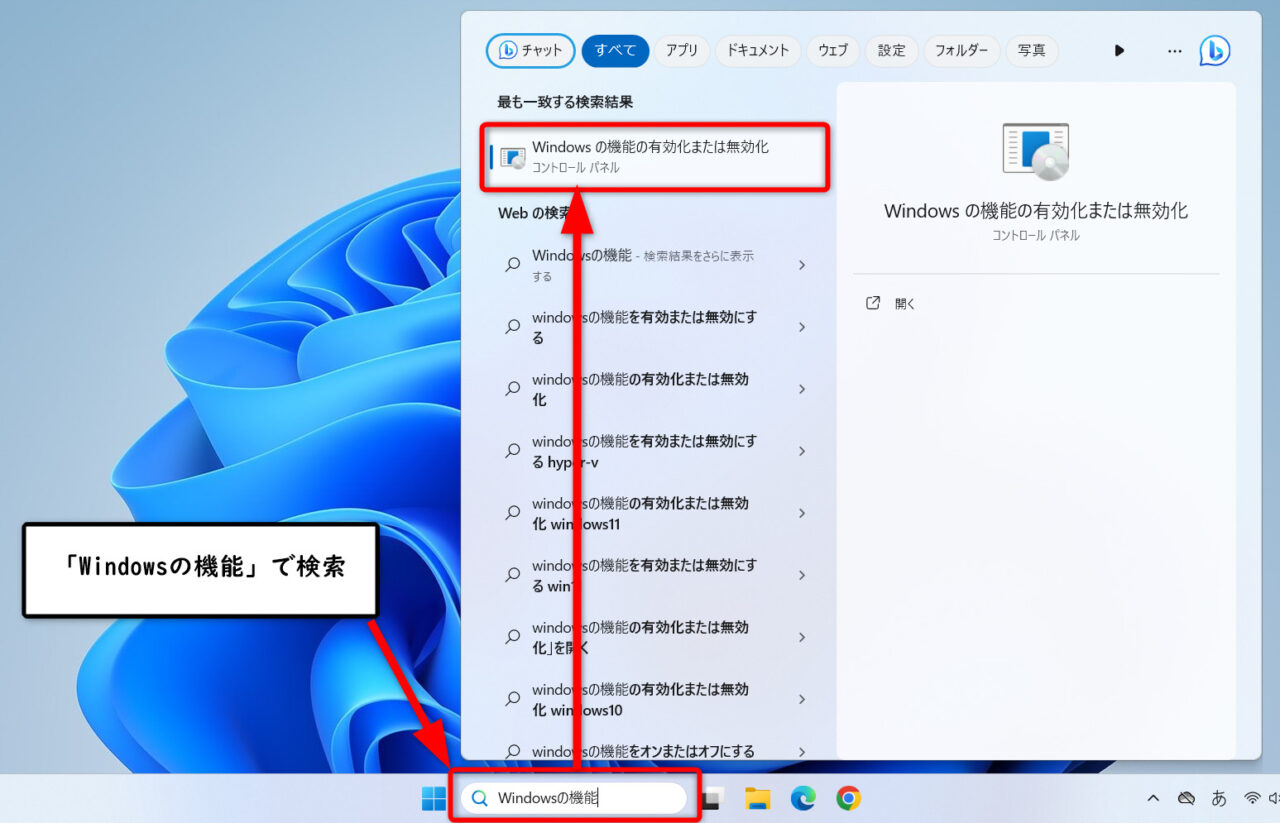 チャット
すべて
アプリ
ドキュメント
ウェブ
設定
フォルダー
写真
最も一致する検索結果
Windows の機能の有効化または無効化
コントロール パネル
Web の検索
Windowsの機能 - 検索結果をさらに表示
する
windowsの機能を有効または無効にす
る
windowsの機能の有効化または無効
化
windowsの機能を有効または無効にす
る hyper-v
windowsの機能の有効化または無効
化 windows11
windowsの機能を有効または無効にす
る win
windowsの機能の有効化または無効
化」を開く
windowsの機能の有効化または無効
化 windows10
windowsの機能をオンまたはオフにする
Windows の機能の有効化または無効化
コントロール パネル
開く
「Windowsの機能」で検索
Windowsの機能
あ